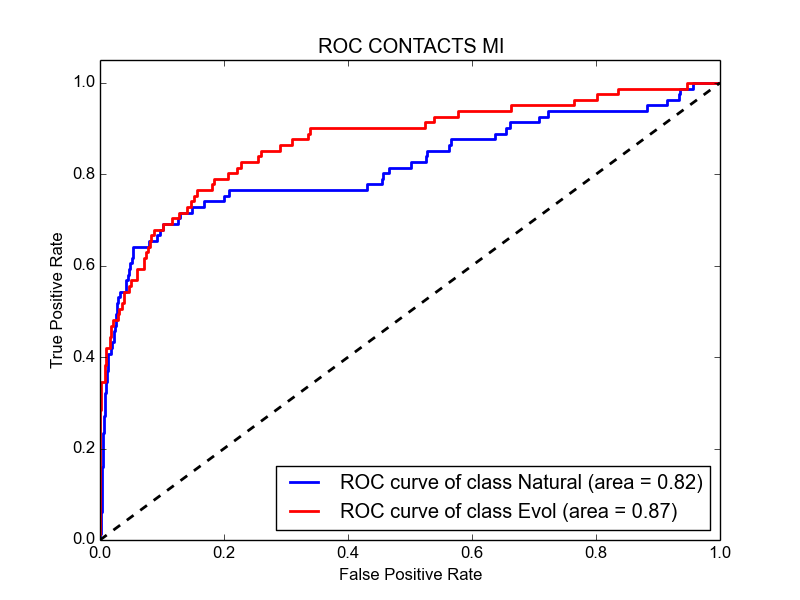 ROC CONTACTS MI
True Positive Rate
1.0
0.8
0.6
0.4
0.2
0.0
ROC curve of class Natural (area = 0.82)
ROC curve of class Evol (area = 0.87)
0.0 0.2 0.4 0.6 0.8 1.0
False Positive Rate